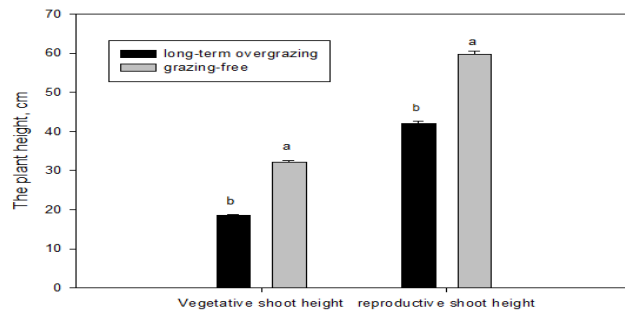 70
60
50
40
30
20
10
0
The plant height, cm
long-term overgrazing
grazing-free
b
a
b
a
Vegetative shoot height
reproductive shoot height